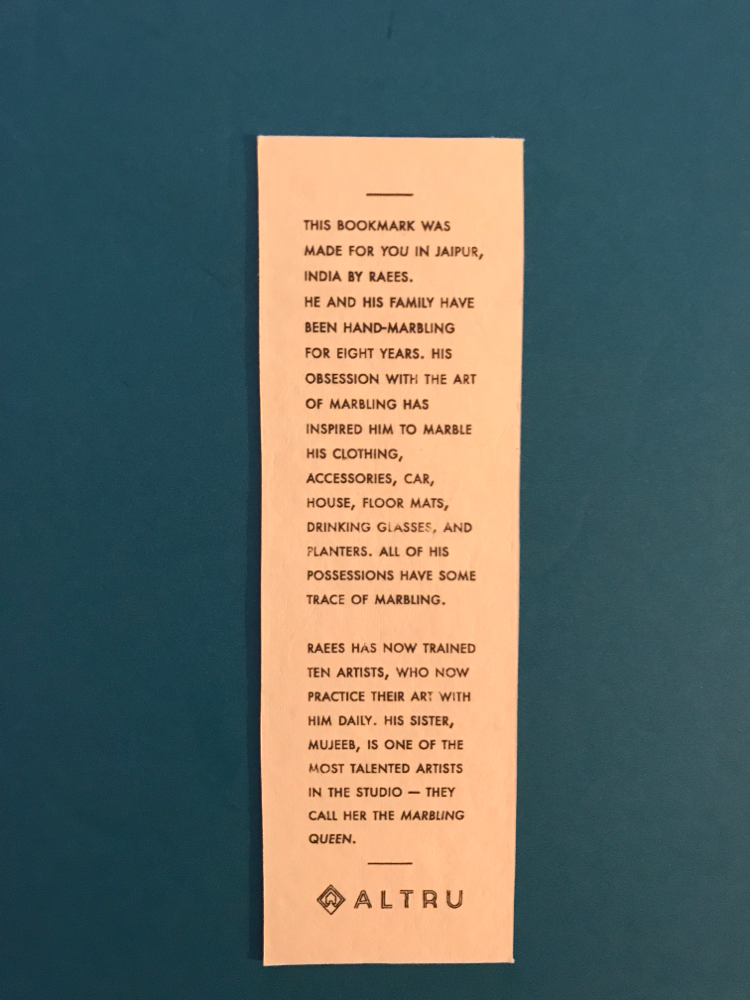 THIS BOOKMARK WAS
MADE FOR YOU IN JAIPUR,
INDIA BY RAEES.
HE AND HIS FAMILY HAVE
BEEN HAND-MARBLING
FOR EIGHT YEARS. HIS
OBSESSION WITH THE ART
OF MARBLING HAS
INSPIRED HIM TO MARBLE
HIS CLOTHING,
ACCESSORIES, CAR,
HOUSE, FLOOR MATS,
DRINKING GLASSES, AND
PLANTERS. ALL OF HIS
POSSESSIONS HAVE SOME
TRACE OF MARBLING.
RAEES HAS NOW TRAINED
TEN ARTISTS, WHO NOW
PRACTICE THEIR ART WITH
HIM DAILY. HIS SISTER,
MUJEEB, IS ONE OF THE
MOST TALENTED ARTISTS
IN THE STUDIO — THEY
CALL HER THE MARBLING
QUEEN.
ALTRU